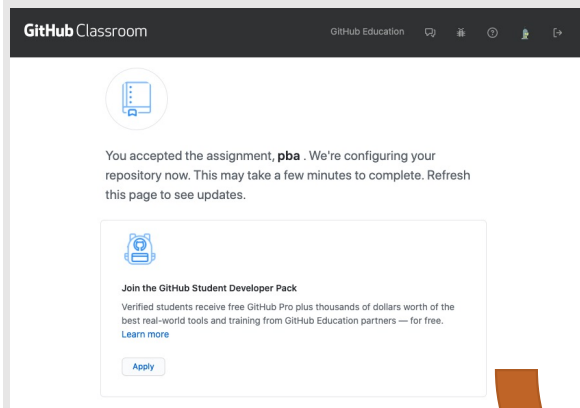 GitHub Classroom
GitHub Education
You accepted the assignment, pba . We're configuring your
repository now. This may take a few minutes to complete. Refresh
this page to see updates.
Join the GitHub Student Developer Pack
Verified students receive free GitHub Pro plus thousands of dollars worth of the
best real-world tools and training from GitHub Education partners — for free.
Learn more
Apply